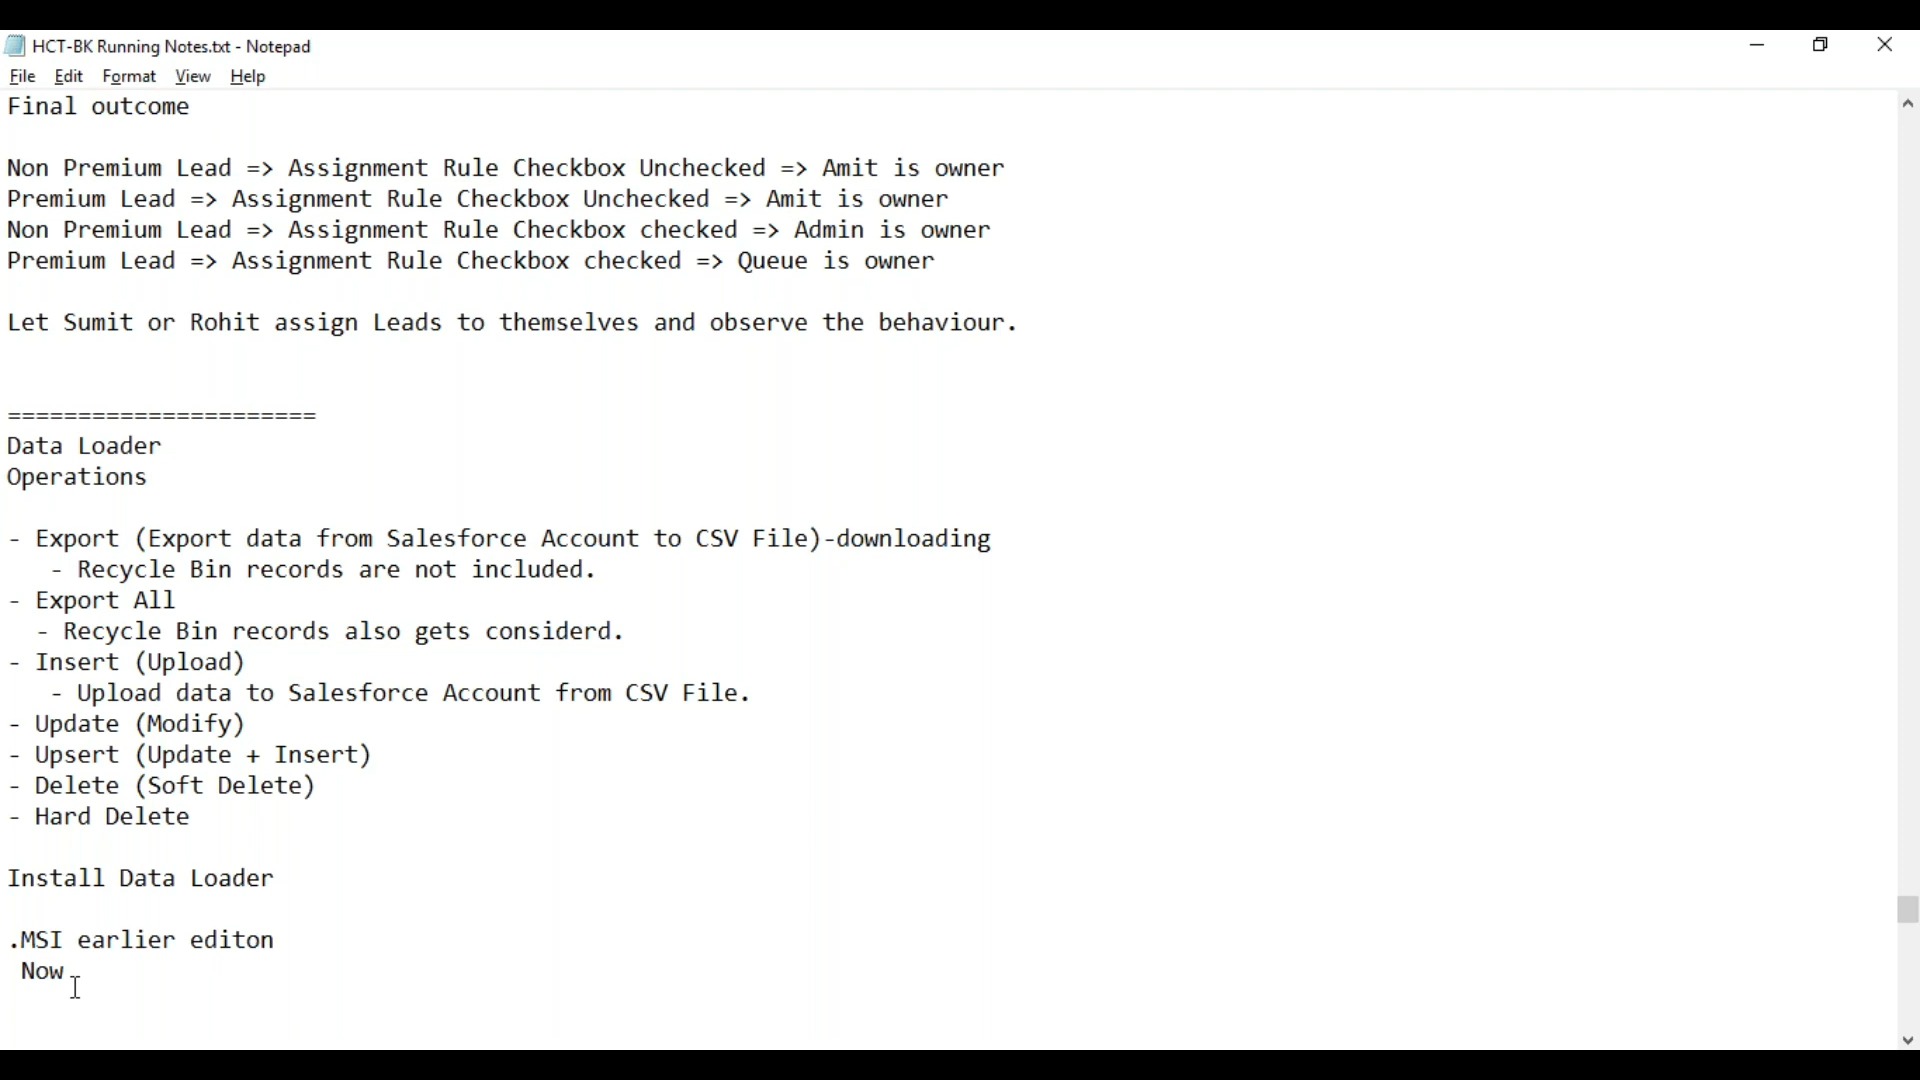 HCT-BK Running Notes.txt - Notepad
File Edit Format View Help
Final outcome
Non Premium Lead => Assignment Rule Checkbox Unchecked => Amit is owner
Premium Lead => Assignment Rule Checkbox Unchecked => Amit is owner
Non Premium Lead => Assignment Rule Checkbox checked => Admin is owner
Premium Lead => Assignment Rule Checkbox checked => Queue is owner
Let Sumit or Rohit assign Leads to themselves and observe the behaviour.
======================
Data Loader
Operations
- Export (Export data from Salesforce Account to CSV File)-downloading
- Recycle Bin records are not included.
- Export All
- Recycle Bin records also gets considerd.
- Insert (Upload)
- Upload data to Salesforce Account from CSV File.
- Update (Modify)
- Upsert (Update + Insert)
- Delete (Soft Delete)
- Hard Delete
Install Data Loader
.MSI earlier editon
Now